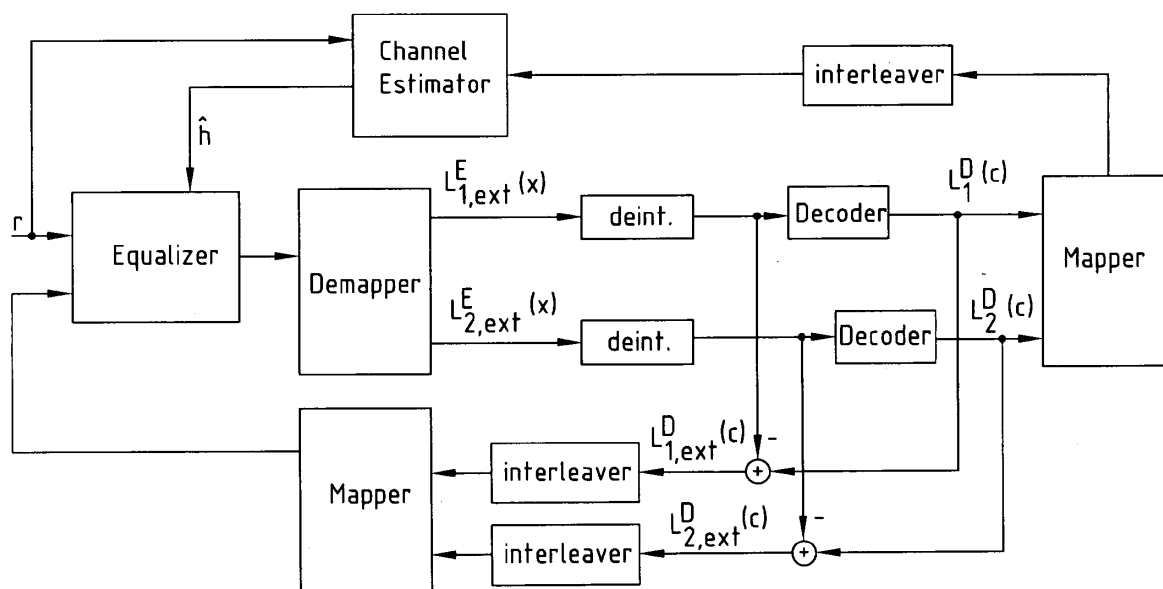 Channel
Estimator
interleaver
ĥ
r
Equalizer
Demapper
L^E_{1,ext}(x)
deint.
Decoder
L^D_1(c)
Mapper
L^E_{2,ext}(x)
deint.
Decoder
L^D_2(c)
Mapper
interleaver
L^D_{1,ext}(c)
-
+
interleaver
L^D_{2,ext}(c)
-
+